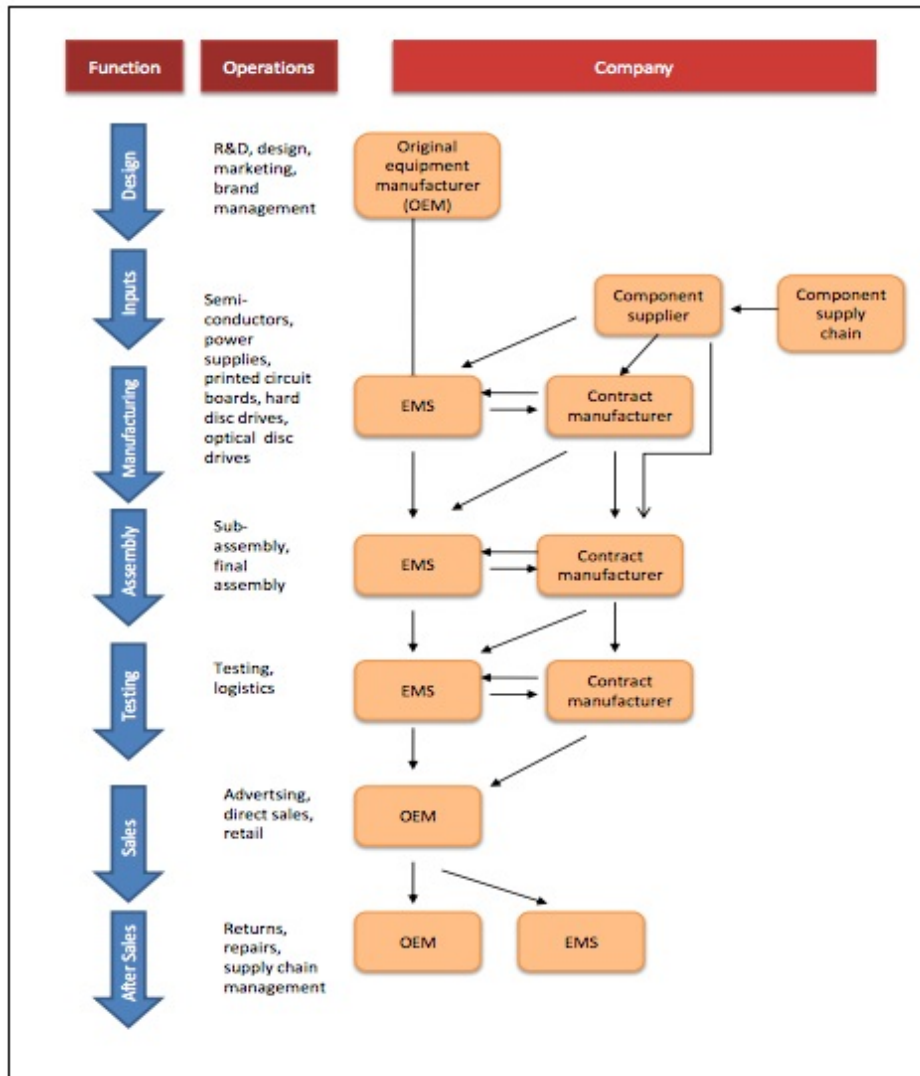 Function
Operations
Company
Design
R&D, design,
marketing,
brand
management
Original
equipment
manufacturer
(OEM)
Inputs
Semi-
conductors,
power
supplies,
printed circuit
boards, hard
disc drives,
optical disc
drives
Component
supplier
Component
supply
chain
Manufacturing
EMS
Contract
manufacturer
Assembly
Sub-
assembly,
final
assembly
EMS
Contract
manufacturer
Testing
Testing,
logistics
EMS
Contract
manufacturer
Sales
Advertsing,
direct sales,
retail
OEM
After Sales
Returns,
repairs,
supply chain
management
OEM
EMS